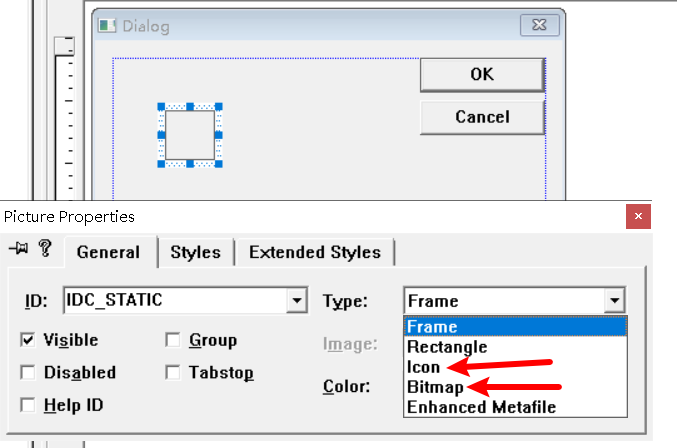 Dialog
OK
Cancel
Picture Properties
General Styles Extended Styles
ID: IDC_STATIC Type: Frame
Frame
Visible Group Image: Rectangle
Icon
Disabled Tabstop Color: Bitmap
Help ID Enhanced Metafile